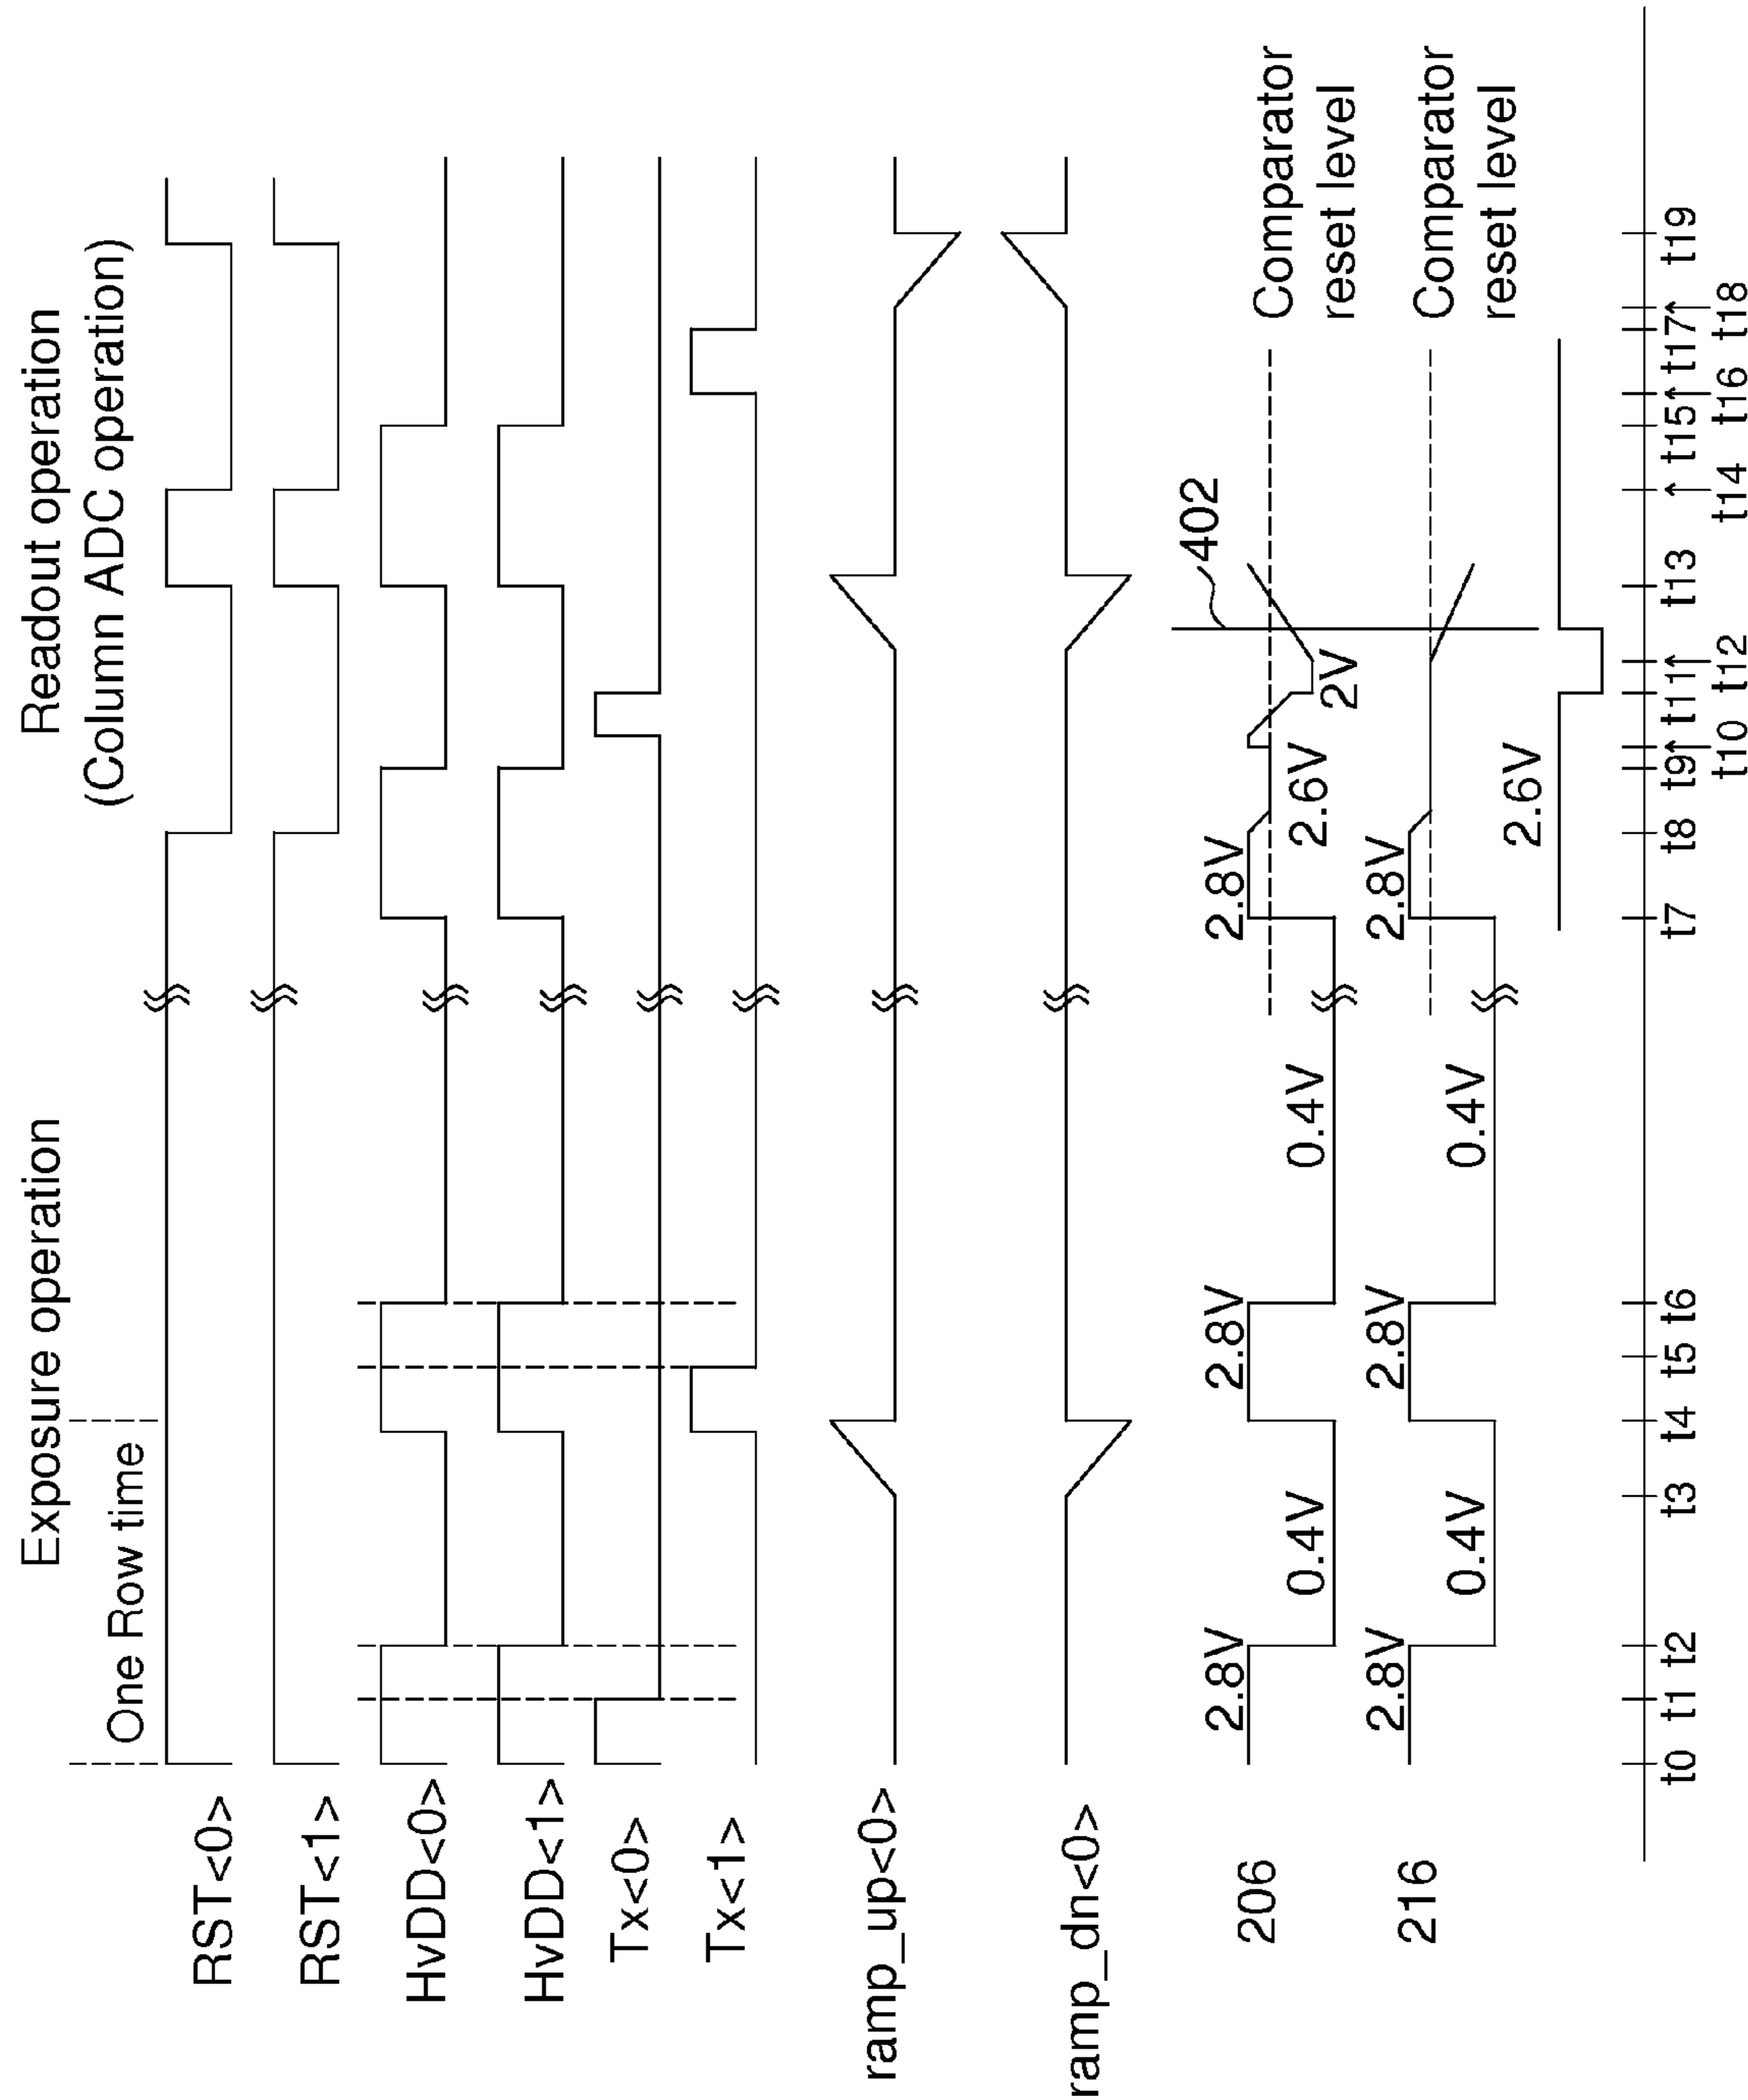 Exposure operation
Readout operation
(Column ADC operation)
One Row time
RST<0>
RST<1>
HvDD<0>
HvDD<1>
Tx<0>
Tx<1>
ramp_up<0>
ramp_dn<0>
402
206
2.8V
0.4V
2.8V
0.4V
2.8V
2.6V
2V
Comparator
reset level
216
2.8V
0.4V
2.8V
0.4V
2.8V
2.6V
Comparator
reset level
t0 t1 t2 t3 t4 t5 t6 t7 t8 t9 t11 t13 t15 t17 t19
t10 t12 t14 t16 t18